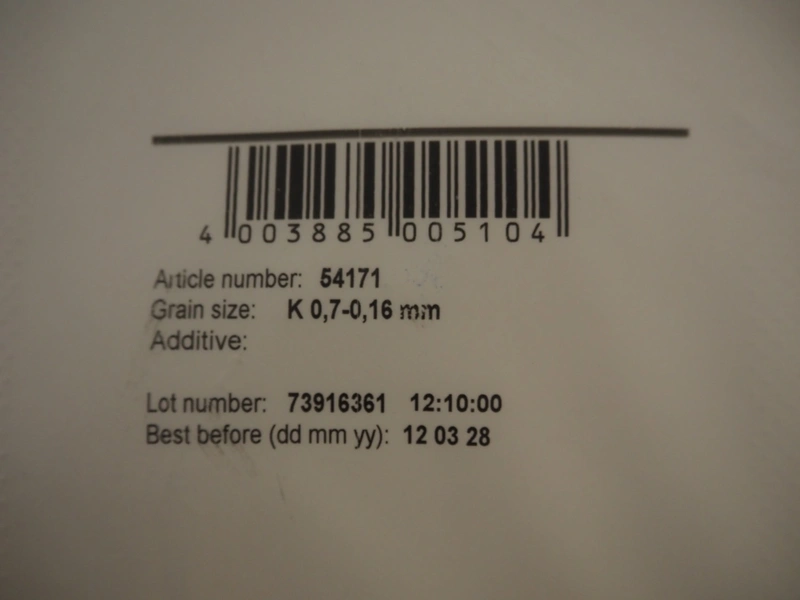 4 003885 005104
Article number: 54171
Grain size: K 0,7-0,16 mm
Additive:
Lot number: 73916361 12:10:00
Best before (dd mm yy): 12 03 28